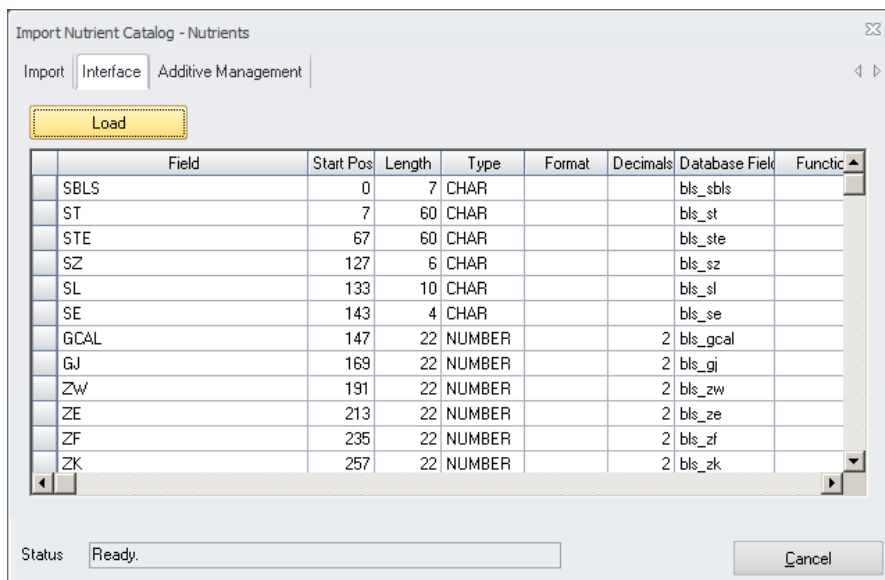 Import Nutrient Catalog - Nutrients
Import Interface Additive Management
Load
Field Start Pos Length Type Format Decimals Database Field Functic
SBLS 0 7 CHAR bls_sbls
ST 7 60 CHAR bls_st
STE 67 60 CHAR bls_ste
SZ 127 6 CHAR bls_sz
SL 133 10 CHAR bls_sl
SE 143 4 CHAR bls_se
GCAL 147 22 NUMBER 2 bls_gcal
GJ 169 22 NUMBER 2 bls_gj
ZW 191 22 NUMBER 2 bls_zw
ZE 213 22 NUMBER 2 bls_ze
ZF 235 22 NUMBER 2 bls_zf
ZK 257 22 NUMBER 2 bls_zk
Status Ready. Cancel